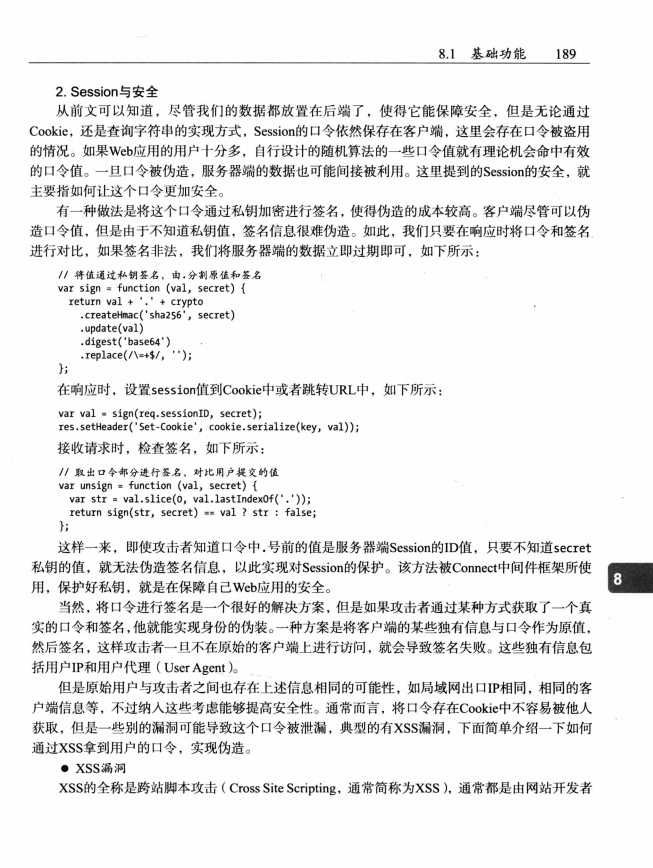 8.1 基础功能 189
2. Session与安全
从前文可以知道，尽管我们的数据都放置在后端了，使得它能保障安全，但是无论通过
Cookie，还是查询字符串的实现方式，Session的口令依然保存在客户端，这里会存在口令被盗用
的情况。如果Web应用的用户十分多，自行设计的随机算法的一些口令值就有理论机会命中有效
的口令值。一旦口令被伪造，服务器端的数据也可能间接被利用。这里提到的Session的安全，就
主要指如何让这个口令更加安全。
有一种做法是将这个口令通过私钥加密进行签名，使得伪造的成本较高。客户端尽管可以伪
造口令值，但是由于不知道私钥值，签名信息很难伪造。如此，我们只要在响应时将口令和签名
进行对比，如果签名非法，我们将服务器端的数据立即过期即可，如下所示：
// 将值通过私钥签名，由.分割原值和签名
var sign = function (val, secret) {
return val + '.' + crypto
.createHmac('sha256', secret)
.update(val)
.digest('base64')
.replace(/\=+$/, '');
};
在响应时，设置session值到Cookie中或者跳转URL中，如下所示：
var val = sign(req.sessionID, secret);
res.setHeader('Set-Cookie', cookie.serialize(key, val));
接收请求时，检查签名，如下所示：
// 取出口令部分进行签名，对比用户提交的值
var unsign = function (val, secret) {
var str = val.slice(0, val.lastIndexOf('.'));
return sign(str, secret) == val ? str : false;
};
这样一来，即使攻击者知道口令中.号前的值是服务器端Session的ID值，只要不知道secret
私钥的值，就无法伪造签名信息，以此实现对Session的保护。该方法被Connect中间件框架所使
用，保护好私钥，就是在保障自己Web应用的安全。
8
当然，将口令进行签名是一个很好的解决方案，但是如果攻击者通过某种方式获取了一个真
实的口令和签名，他就能实现身份的伪装。一种方案是将客户端的某些独有信息与口令作为原值，
然后签名，这样攻击者一旦不在原始的客户端上进行访问，就会导致签名失败。这些独有信息包
括用户IP和用户代理（User Agent）。
但是原始用户与攻击者之间也存在上述信息相同的可能性，如局域网出口IP相同，相同的客
户端信息等，不过纳入这些考虑能够提高安全性。通常而言，将口令存在Cookie中不容易被他人
获取，但是一些别的漏洞可能导致这个口令被泄漏，典型的有XSS漏洞，下面简单介绍一下如何
通过XSS拿到用户的口令，实现伪造。
● XSS漏洞
XSS的全称是跨站脚本攻击（Cross Site Scripting，通常简称为XSS），通常都是由网站开发者